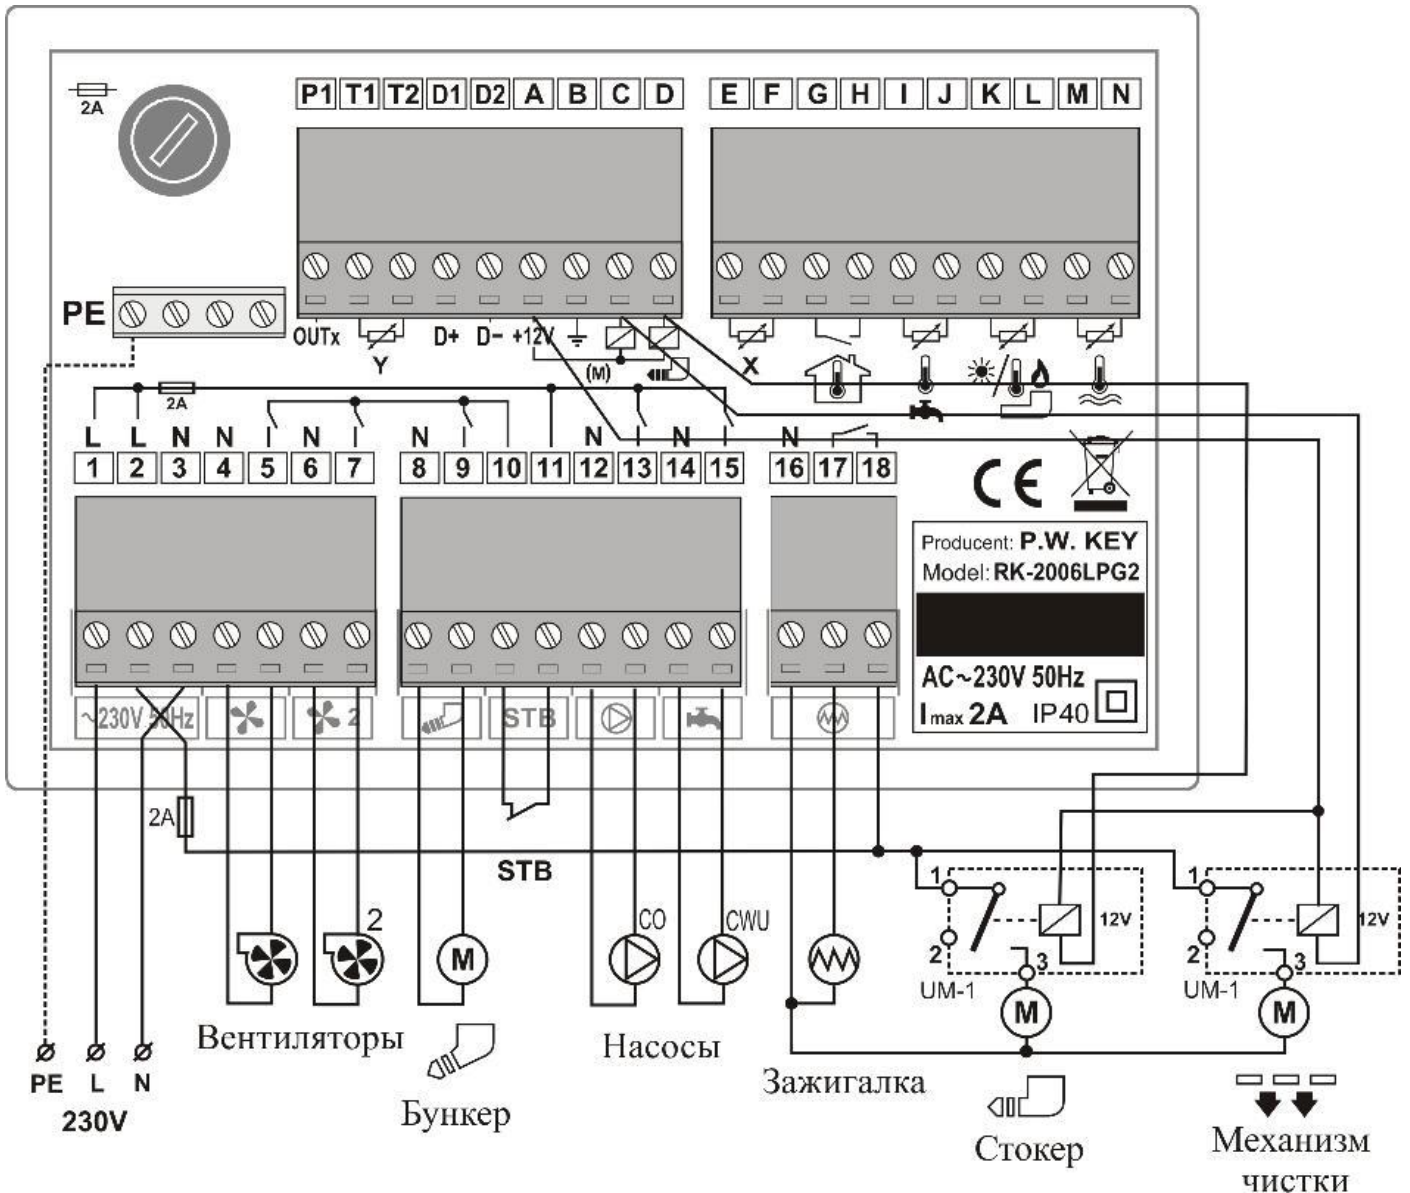 P1 T1 T2 D1 D2 A B C D E F G H I J K L M N
2A
PE
OUTx D+ D− +12V
Y (M) X
2A
L L N N N N N N N
1 2 3 4 5 6 7 8 9 10 11 12 13 14 15 16 17 18
CE
Producent: P.W. KEY
Model: RK-2006LPG2
AC~230V 50Hz
Imax 2A IP40
~230V 50Hz 2 STB
2A
STB
1 12V 1 12V
2 CO CWU
M 2 3 2 3
UM-1 UM-1
M M
Вентиляторы Насосы
PE L N Зажигалка
230V Бункер
Стокер Механизм
чистки